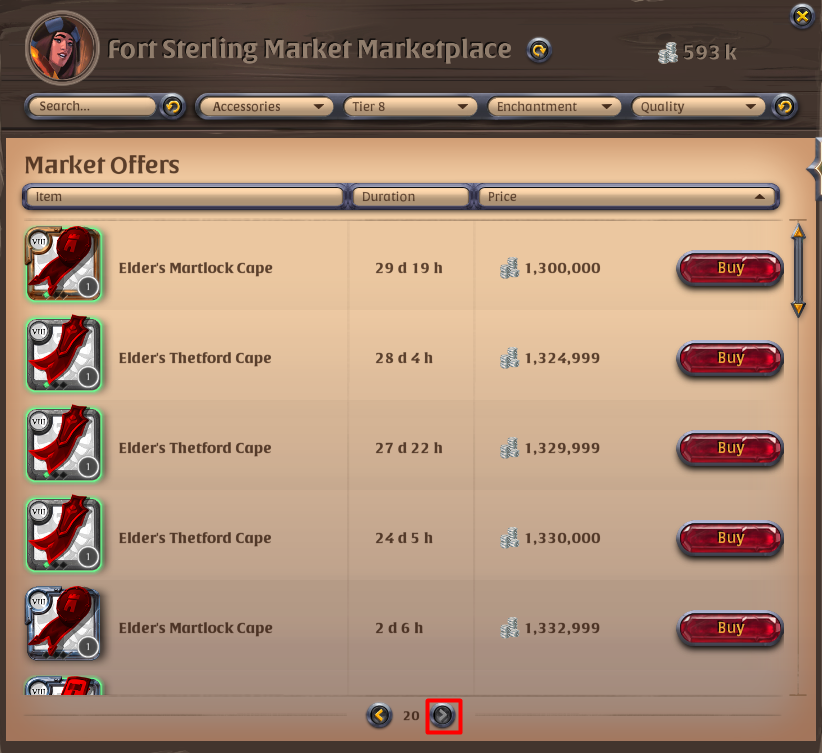 Fort Sterling Market Marketplace
593 k
Search...
Accessories
Tier 8
Enchantment
Quality
Market Offers
Item
Duration
Price
VIII
1
Elder's Martlock Cape
29 d 19 h
1,300,000
Buy
VIII
1
Elder's Thetford Cape
28 d 4 h
1,324,999
Buy
VIII
1
Elder's Thetford Cape
27 d 22 h
1,329,999
Buy
VIII
1
Elder's Thetford Cape
24 d 5 h
1,330,000
Buy
VIII
1
Elder's Martlock Cape
2 d 6 h
1,332,999
Buy
VIII
20